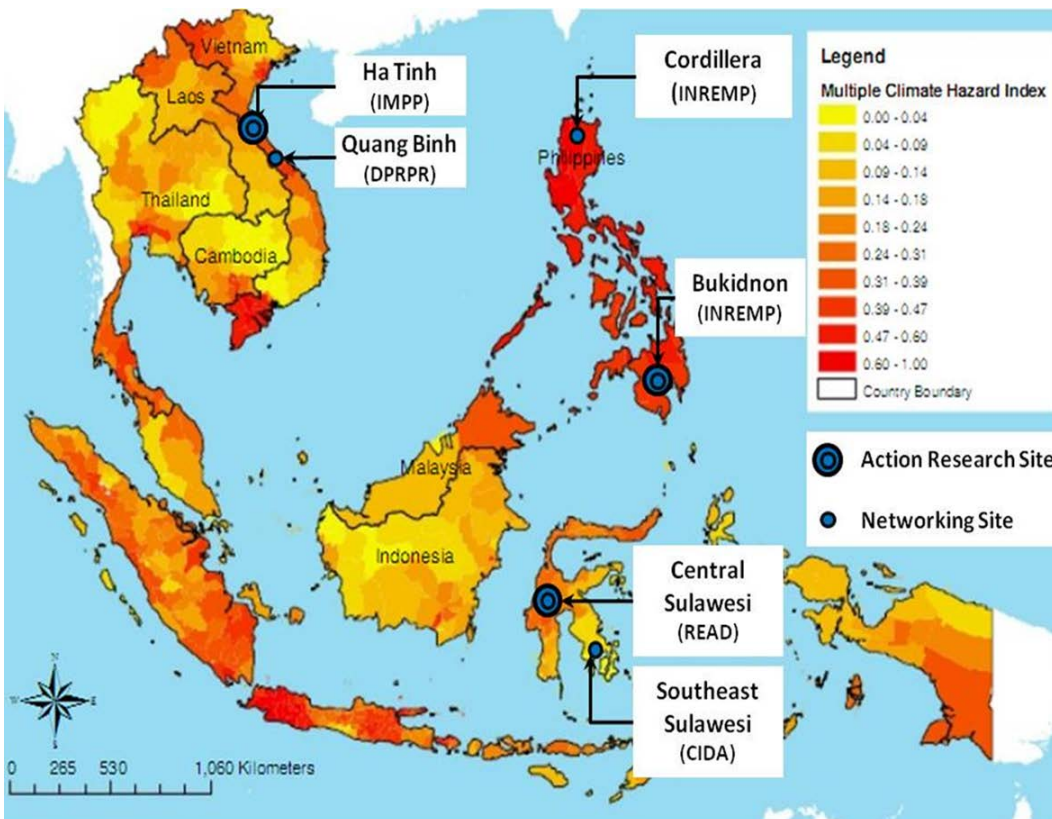 Vietnam
Laos
Thailand
Cambodia
Ha Tinh
(IMPP)
Quang Binh
(DPRPR)
Cordillera
(INREMP)
Philippines
Bukidnon
(INREMP)
Malaysia
Indonesia
Central
Sulawesi
(READ)
Southeast
Sulawesi
(CIDA)
Legend
Multiple Climate Hazard Index
0.00 - 0.04
0.04 - 0.09
0.09 - 0.14
0.14 - 0.18
0.18 - 0.24
0.24 - 0.31
0.31 - 0.39
0.39 - 0.47
0.47 - 0.60
0.60 - 1.00
Country Boundary
Action Research Site
Networking Site
N
W E
S
0 265 530 1,060 Kilometers